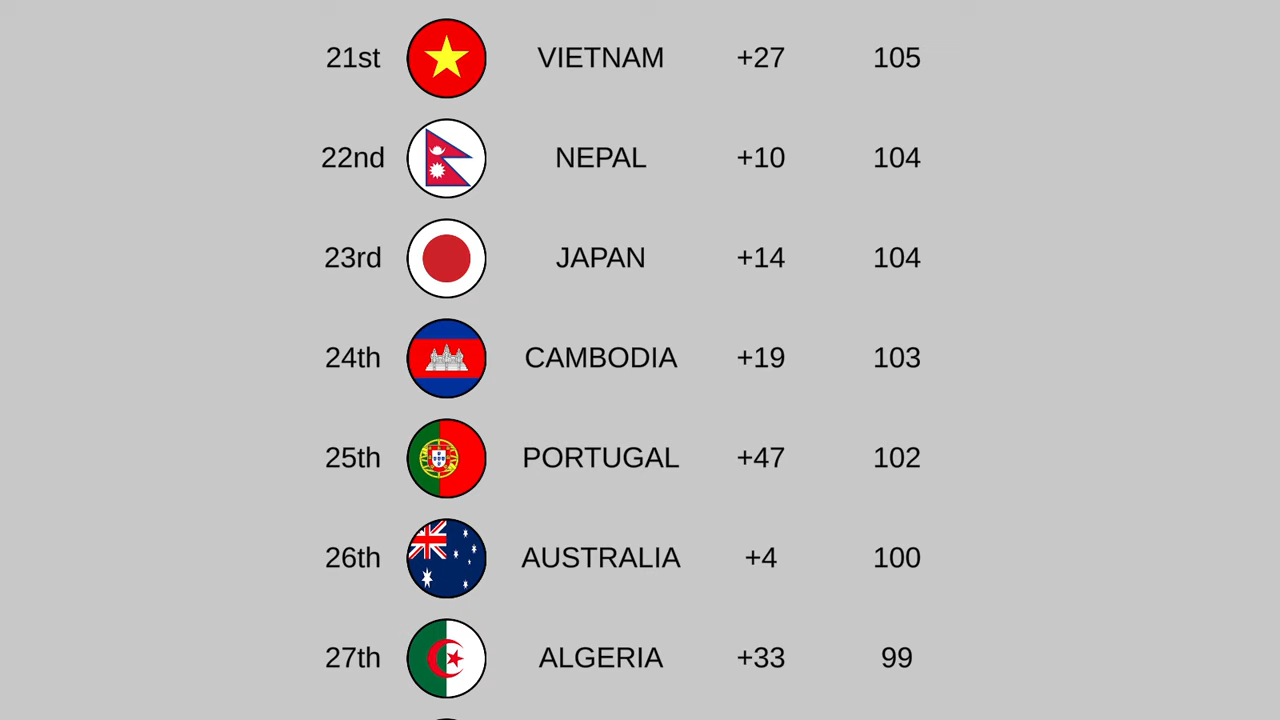 21st VIETNAM +27 105
22nd NEPAL +10 104
23rd JAPAN +14 104
24th CAMBODIA +19 103
25th PORTUGAL +47 102
26th AUSTRALIA +4 100
27th ALGERIA +33 99